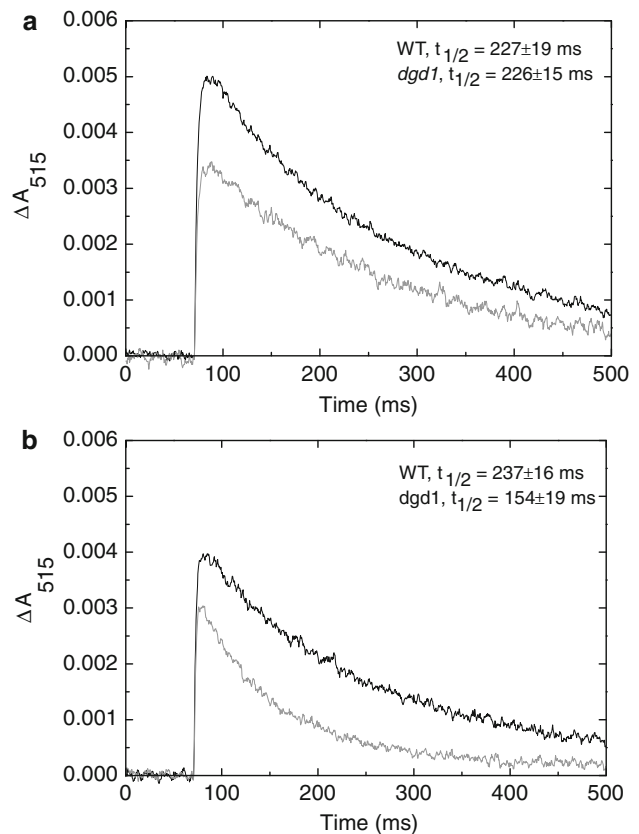 a
0.006
WT, t1/2 = 227±19 ms
dgd1, t1/2 = 226±15 ms
0.005
0.004
0.003
0.002
0.001
0.000
ΔA515
0 100 200 300 400 500
Time (ms)
b
0.006
WT, t1/2 = 237±16 ms
dgd1, t1/2 = 154±19 ms
0.005
0.004
0.003
0.002
0.001
0.000
ΔA515
0 100 200 300 400 500
Time (ms)